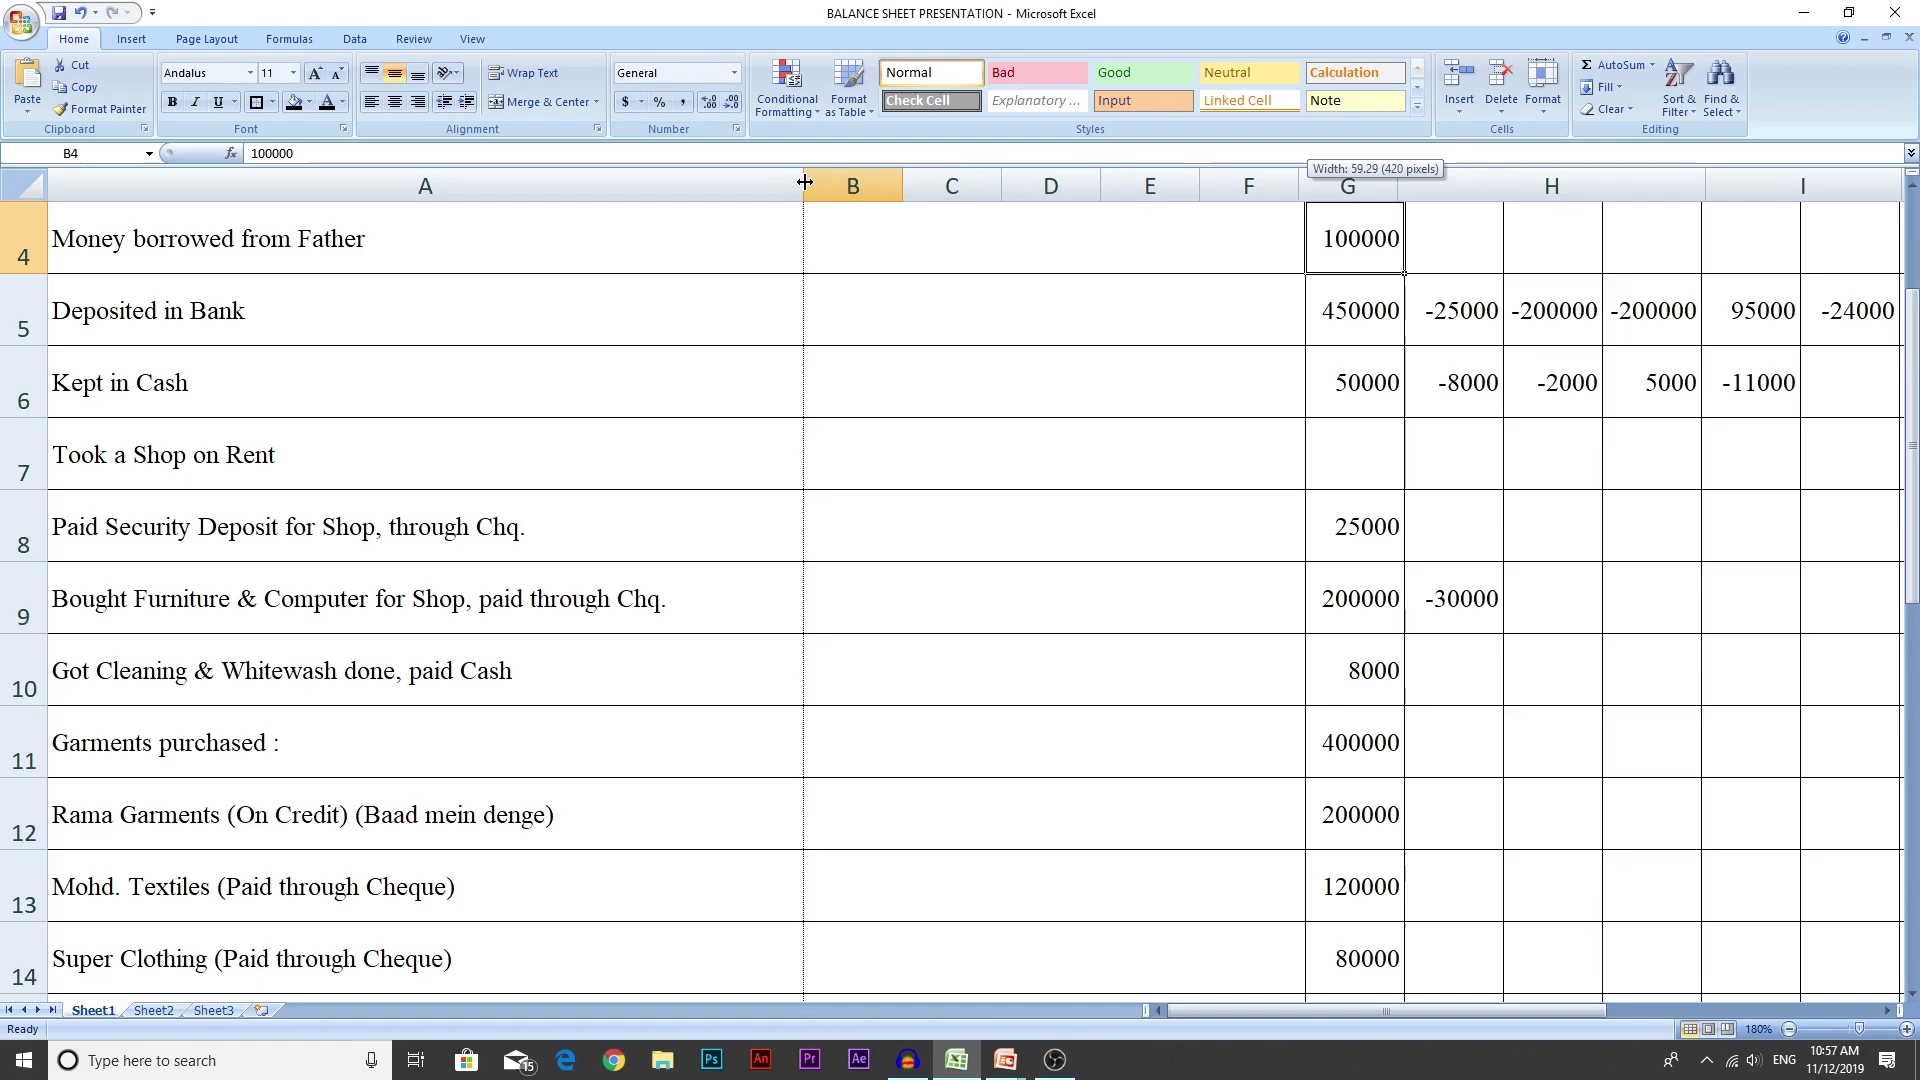 BALANCE SHEET PRESENTATION - Microsoft Excel
Home Insert Page Layout Formulas Data Review View
Paste
Cut
Copy
Format Painter
Clipboard
Andalus 11
B I U
Font
Wrap Text
Merge & Center
Alignment
General
$ % ,
Number
Conditional Formatting
Format as Table
Normal Bad Good Neutral Calculation
Check Cell Explanatory ... Input Linked Cell Note
Styles
Insert Delete Format
Cells
Σ AutoSum
Fill
Clear
Sort & Filter
Find & Select
Editing
B4 fx 100000
Width: 59.29 (420 pixels)
A B C D E F G H I
4 Money borrowed from Father 100000
5 Deposited in Bank 450000 -25000 -200000 -200000 95000 -24000
6 Kept in Cash 50000 -8000 -2000 5000 -11000
7 Took a Shop on Rent
8 Paid Security Deposit for Shop, through Chq. 25000
9 Bought Furniture & Computer for Shop, paid through Chq. 200000 -30000
10 Got Cleaning & Whitewash done, paid Cash 8000
11 Garments purchased : 400000
12 Rama Garments (On Credit) (Baad mein denge) 200000
13 Mohd. Textiles (Paid through Cheque) 120000
14 Super Clothing (Paid through Cheque) 80000
Sheet1 Sheet2 Sheet3
Ready 180%
Type here to search
15
Ps An Pr Ae
ENG
10:57 AM
11/12/2019